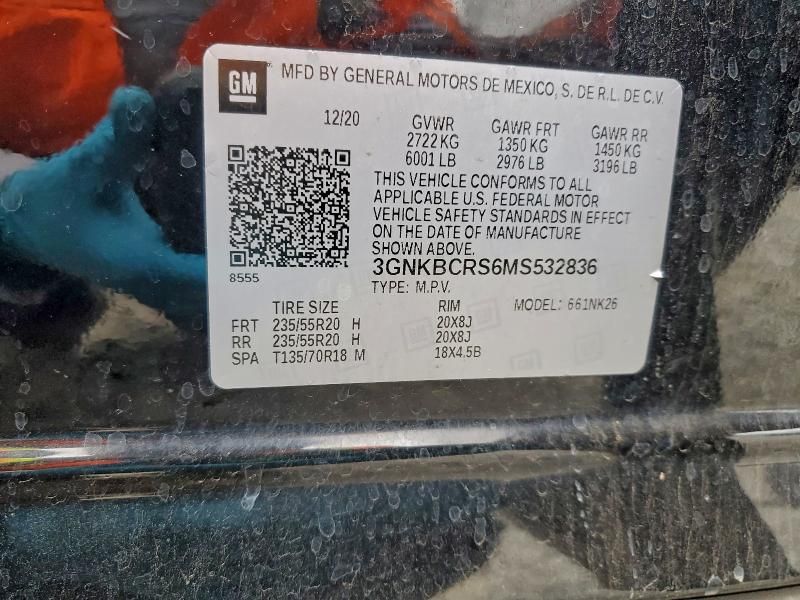 GM MFD BY GENERAL MOTORS DE MEXICO, S. DE R.L. DE C.V.
12/20 GVWR GAWR FRT GAWR RR
2722 KG 1350 KG 1450 KG
6001 LB 2976 LB 3196 LB
THIS VEHICLE CONFORMS TO ALL
APPLICABLE U.S. FEDERAL MOTOR
VEHICLE SAFETY STANDARDS IN EFFECT
ON THE DATE OF MANUFACTURE
SHOWN ABOVE.
8555
3GNKBCRS6MS532836
TYPE: M.P.V.
TIRE SIZE RIM MODEL: 661NK26
FRT 235/55R20 H 20X8J
RR 235/55R20 H 20X8J
SPA T135/70R18 M 18X4.5B